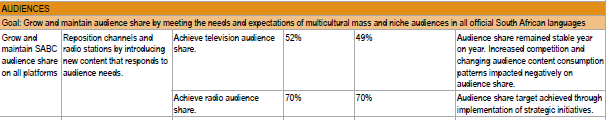 AUDIENCES
Goal: Grow and maintain audience share by meeting the needs and expectations of multicultural mass and niche audiences in all official South African languages
Grow and
maintain SABC
audience share
on all platforms
Reposition channels and
radio stations by introducing
new content that responds to
audience needs.
Achieve television audience
share.
52%
49%
Audience share remained stable year
on year. Increased competition and
changing audience content consumption
patterns impacted negatively on
audience share.
Achieve radio audience
share.
70%
70%
Audience share target achieved through
implementation of strategic initiatives.